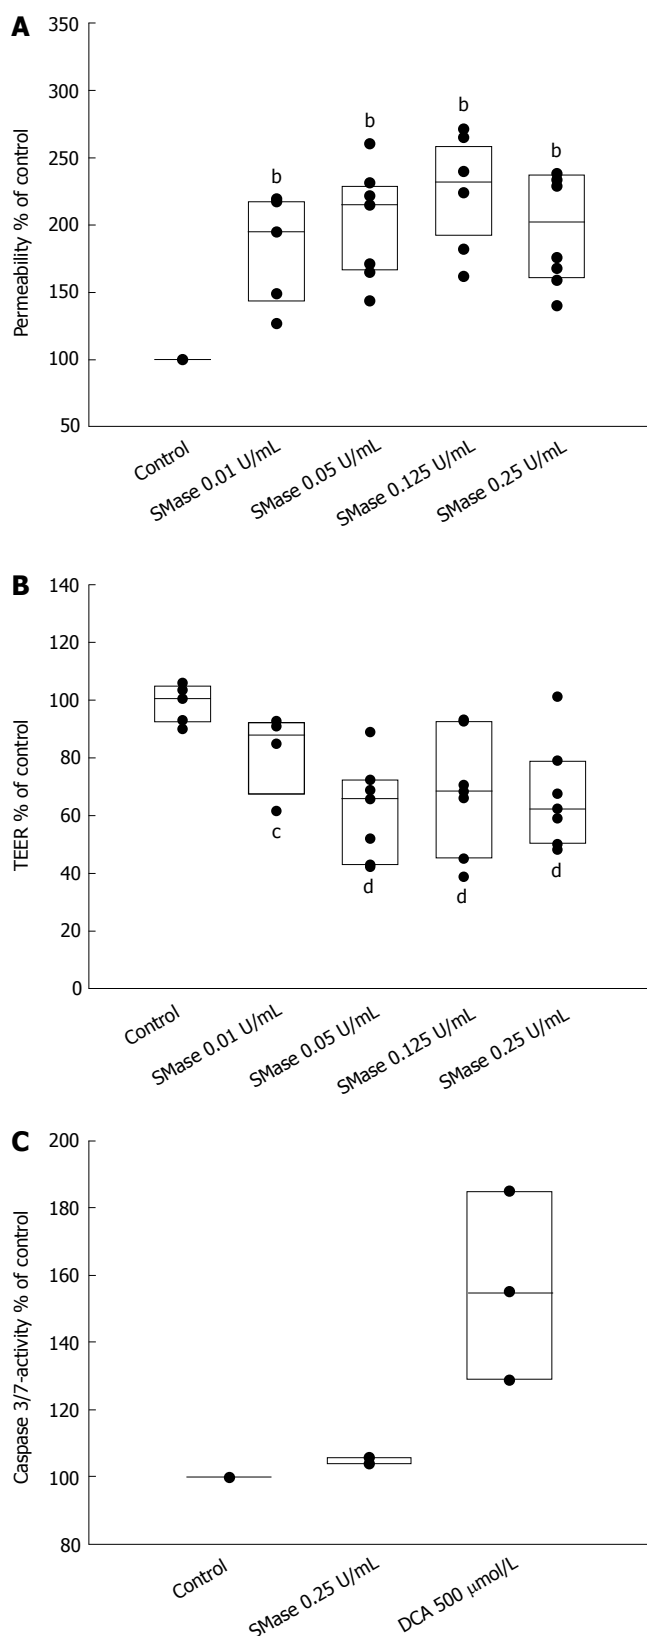 A
Permeability % of control
350
300
250
200
150
100
50
b
b
b
b
Control
SMase 0.01 U/mL
SMase 0.05 U/mL
SMase 0.125 U/mL
SMase 0.25 U/mL
B
TEER % of control
140
120
100
80
60
40
20
0
c
d
d
d
Control
SMase 0.01 U/mL
SMase 0.05 U/mL
SMase 0.125 U/mL
SMase 0.25 U/mL
C
Caspase 3/7-activity % of control
200
180
160
140
120
100
80
Control
SMase 0.25 U/mL
DCA 500 μmol/L